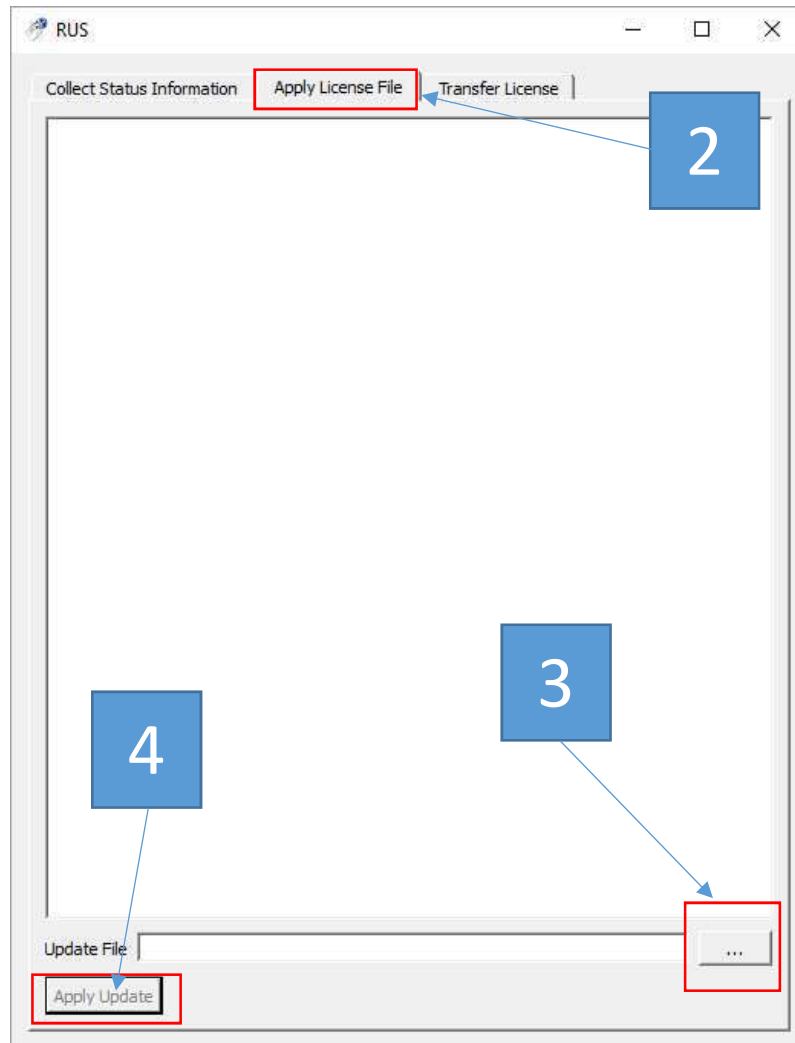 RUS
Collect Status Information Apply License File Transfer License
2
3
4
Update File ...
Apply Update